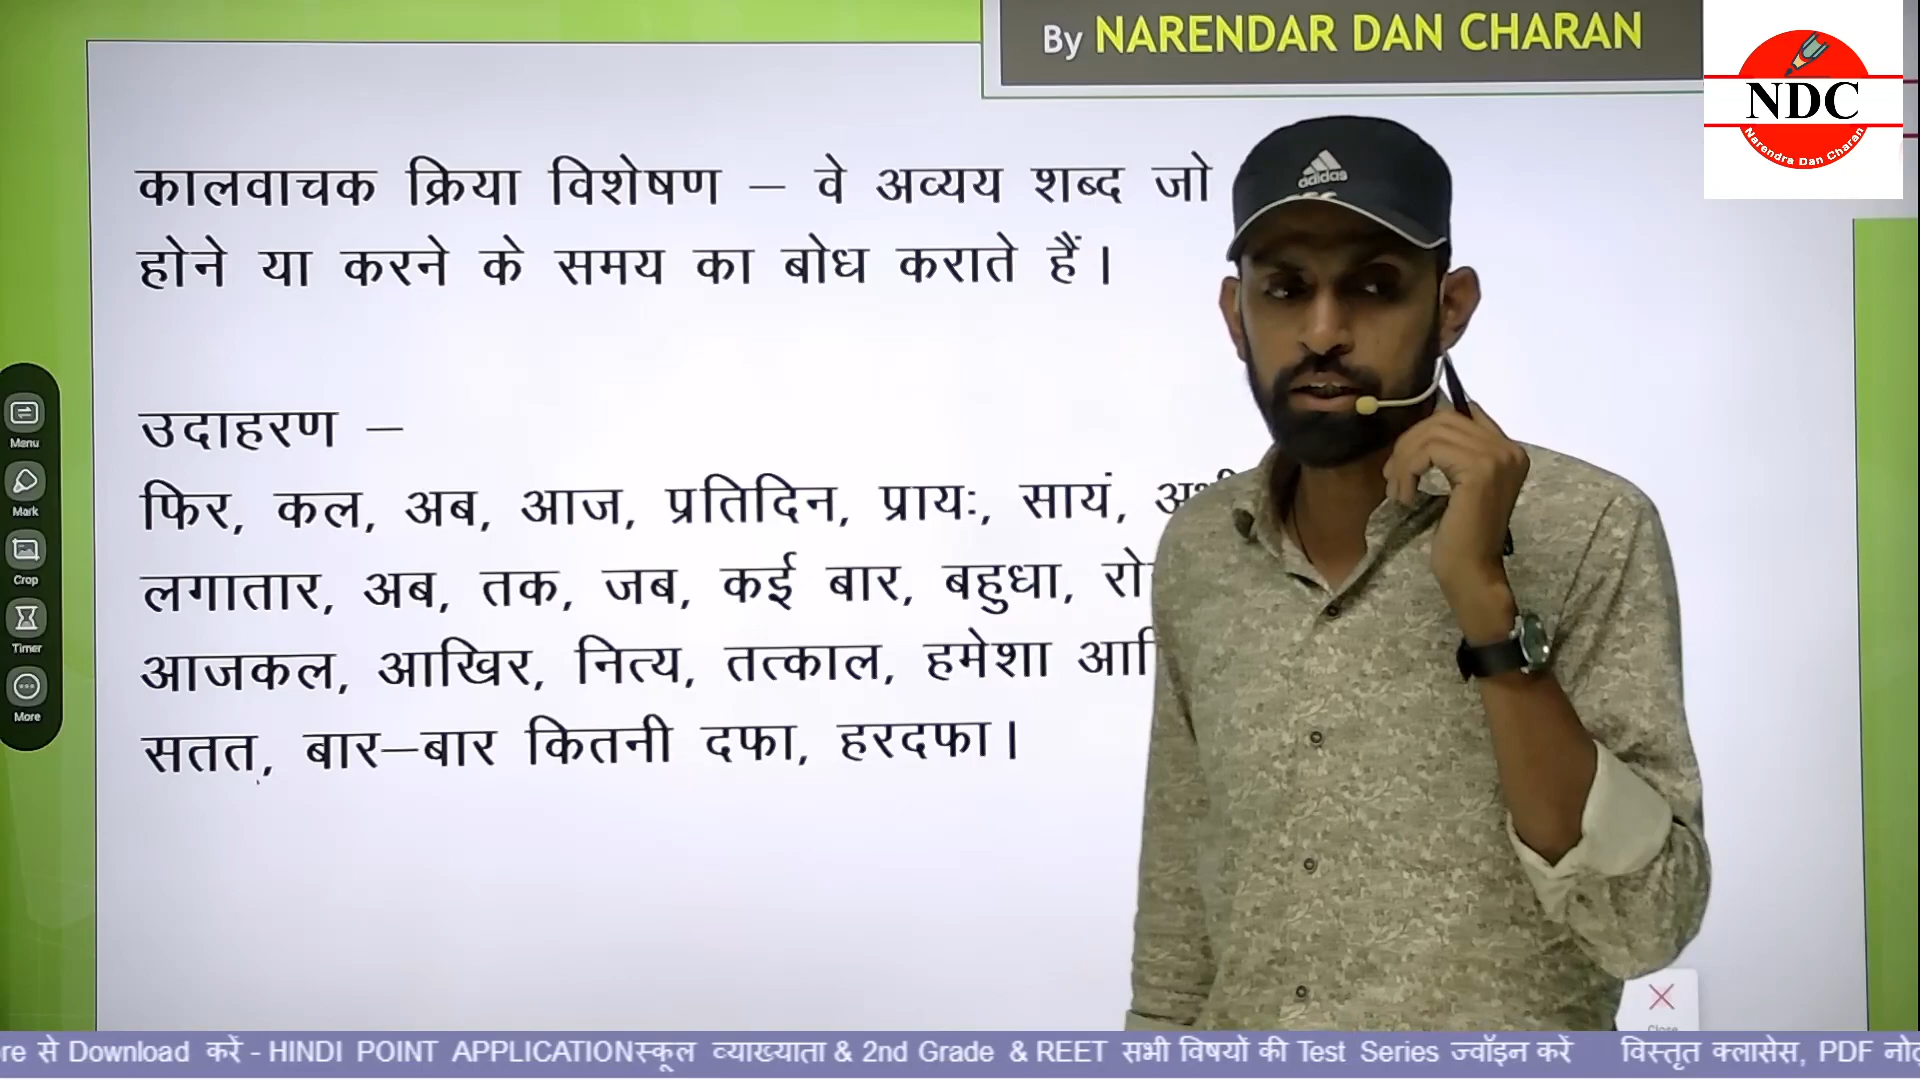 By NARENDAR DAN CHARAN
NDC
Narendra Dan Charan
adidas
कालवाचक क्रिया विशेषण – वे अव्यय शब्द जो
होने या करने के समय का बोध कराते हैं।
उदाहरण –
फिर, कल, अब, आज, प्रतिदिन, प्रायः, सायं,
लगातार, अब, तक, जब, कई बार, बहुधा,
आजकल, आखिर, नित्य, तत्काल, हमेशा
सतत, बार–बार कितनी दफा, हरदफा।
Menu
Mark
Crop
Timer
More
Close
से Download करें - HINDI POINT APPLICATIONस्कूल व्याख्याता & 2nd Grade & REET सभी विषयों की Test Series ज्वॉइन करें विस्तृत क्लासेस, PDF